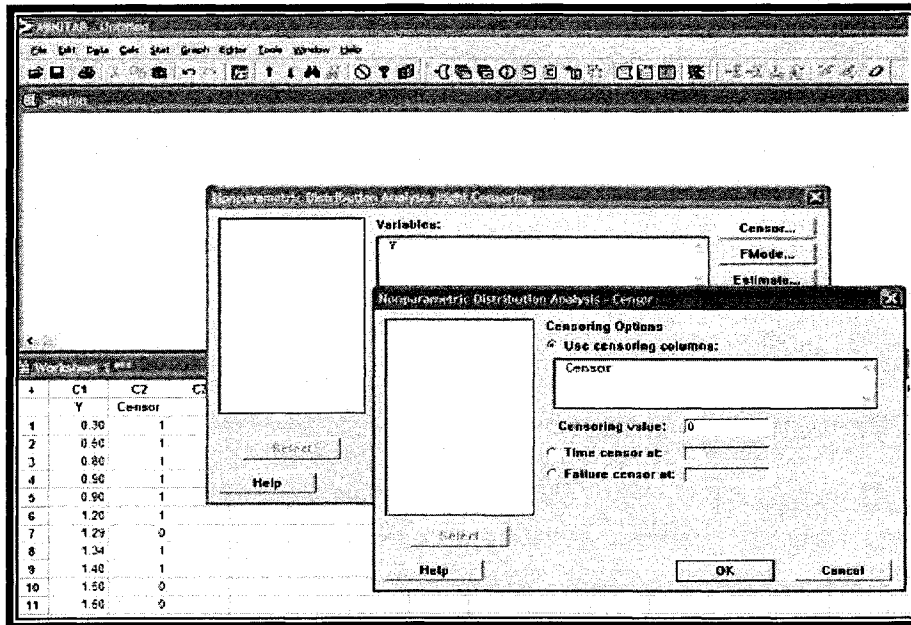 MINITAB - Untitled
File Edit Data Calc Stat Graph Editor Tools Window Help
Session
Nonparametric Distribution Analysis-Right Censoring
Variables:
Y
Censor...
FMode...
Estimate...
Nonparametric Distribution Analysis - Censor
Censoring Options
Use censoring columns:
Censor
Censoring value: 0
Time censor at:
Failure censor at:
Select
Help
Select
Help
OK
Cancel
Worksheet
+ C1 C2 C3
Y Censor
1 0.30 1
2 0.50 1
3 0.80 1
4 0.90 1
5 0.90 1
6 1.20 1
7 1.29 0
8 1.34 1
9 1.40 1
10 1.50 0
11 1.50 0